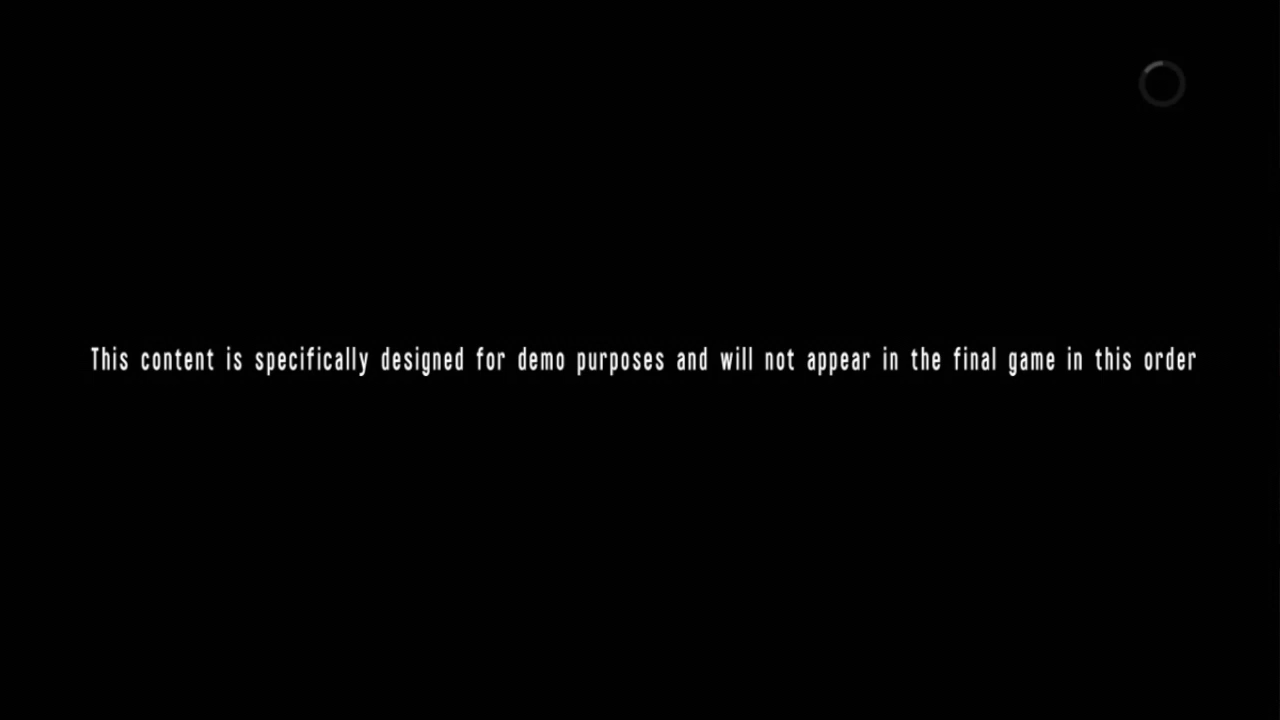 This content is specifically designed for demo purposes and will not appear in the final game in this order